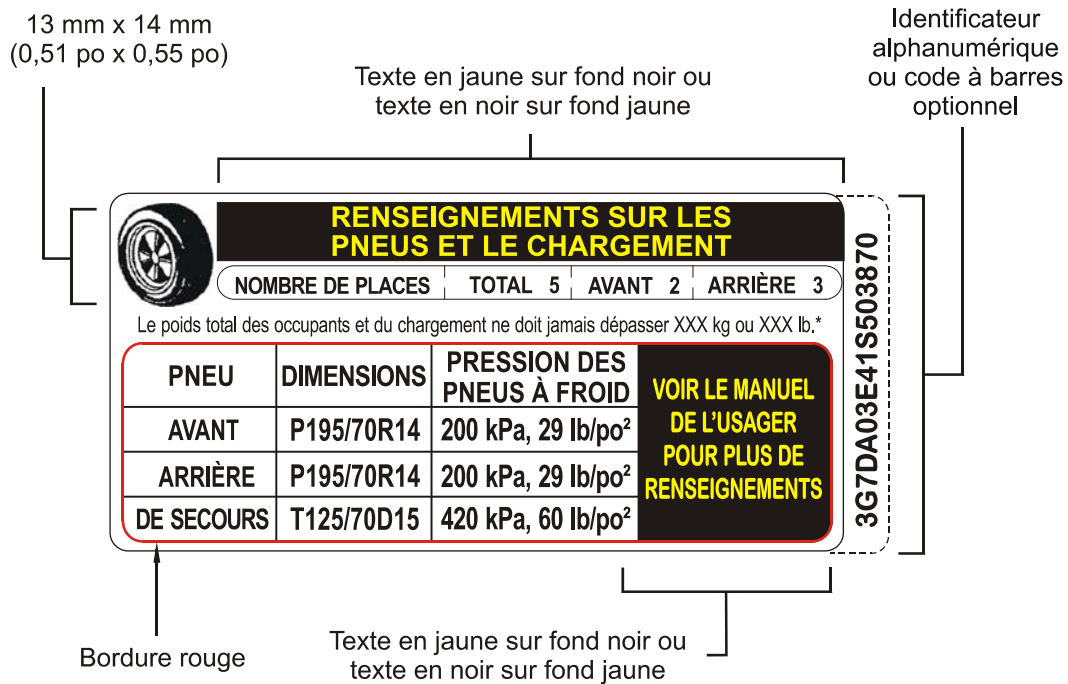 13 mm x 14 mm
(0,51 po x 0,55 po)
Texte en jaune sur fond noir ou
texte en noir sur fond jaune
Identificateur
alphanumérique
ou code à barres
optionnel
RENSEIGNEMENTS SUR LES
PNEUS ET LE CHARGEMENT
NOMBRE DE PLACES TOTAL 5 AVANT 2 ARRIÈRE 3
Le poids total des occupants et du chargement ne doit jamais dépasser XXX kg ou XXX lb.*
PNEU DIMENSIONS PRESSION DES
PNEUS À FROID
AVANT P195/70R14 200 kPa, 29 lb/po²
ARRIÈRE P195/70R14 200 kPa, 29 lb/po²
DE SECOURS T125/70D15 420 kPa, 60 lb/po²
VOIR LE MANUEL
DE L'USAGER
POUR PLUS DE
RENSEIGNEMENTS
3G7DA03E41S503870
Bordure rouge
Texte en jaune sur fond noir ou
texte en noir sur fond jaune